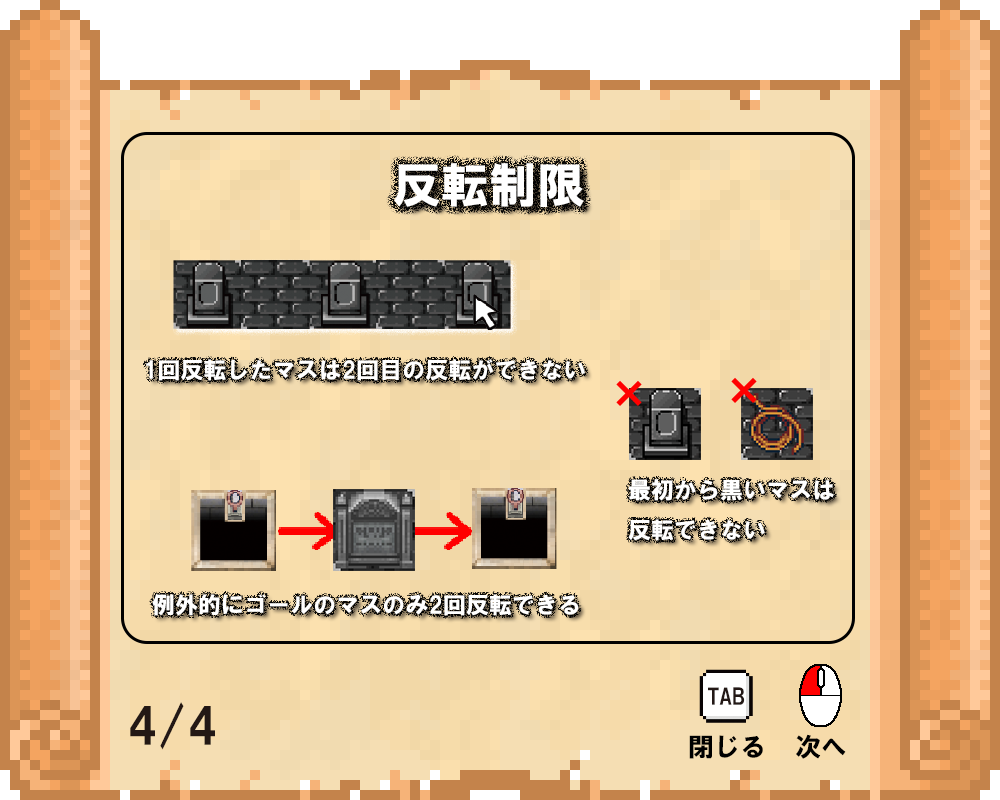 反転制限
1回反転したマスは2回目の反転ができない
最初から黒いマスは
反転できない
例外的にゴールのマスのみ2回反転できる
4/4
TAB
閉じる
次へ